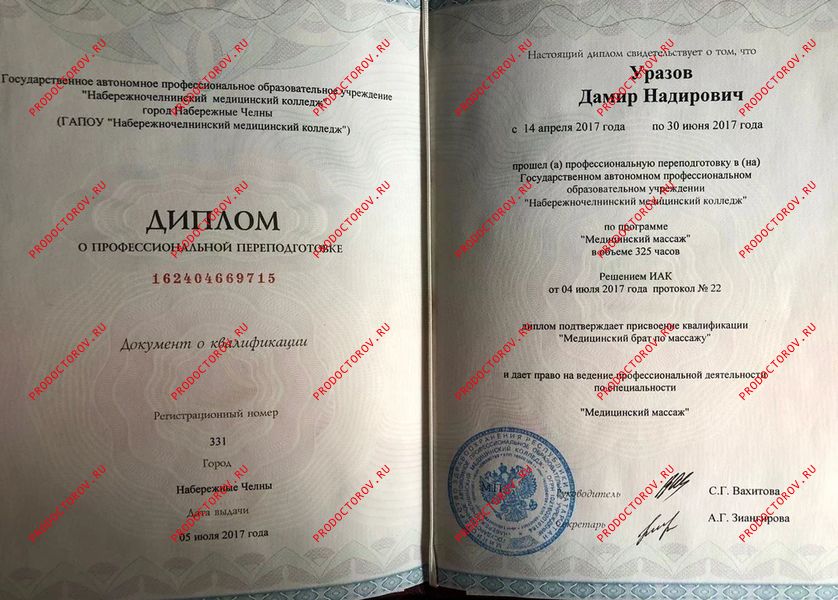 Государственное автономное профессиональное образовательное учреждение
"Набережночелнинский медицинский колледж"
город Набережные Челны
(ГАПОУ "Набережночелнинский медицинский колледж")
ДИПЛОМ
О ПРОФЕССИОНАЛЬНОЙ ПЕРЕПОДГОТОВКЕ
162404669715
Документ о квалификации
Регистрационный номер
331
Город
Набережные Челны
Дата выдачи
05 июля 2017 года
Настоящий диплом свидетельствует о том, что
Уразов
Дамир Надирович
с 14 апреля 2017 года по 30 июня 2017 года
прошел (а) профессиональную переподготовку в (на)
Государственном автономном профессиональном
образовательном учреждении
"Набережночелнинский медицинский колледж"
по программе
"Медицинский массаж"
в объеме 325 часов
Решением ИАК
от 04 июля 2017 года протокол № 22
диплом подтверждает присвоение квалификации
"Медицинский брат по массажу"
и дает право на ведение профессиональной деятельности
по специальности
"Медицинский массаж"
М.П.
Руководитель С.Г. Вахитова
Секретарь А.Г. Зиангирова
PRODOCTOROV.RU